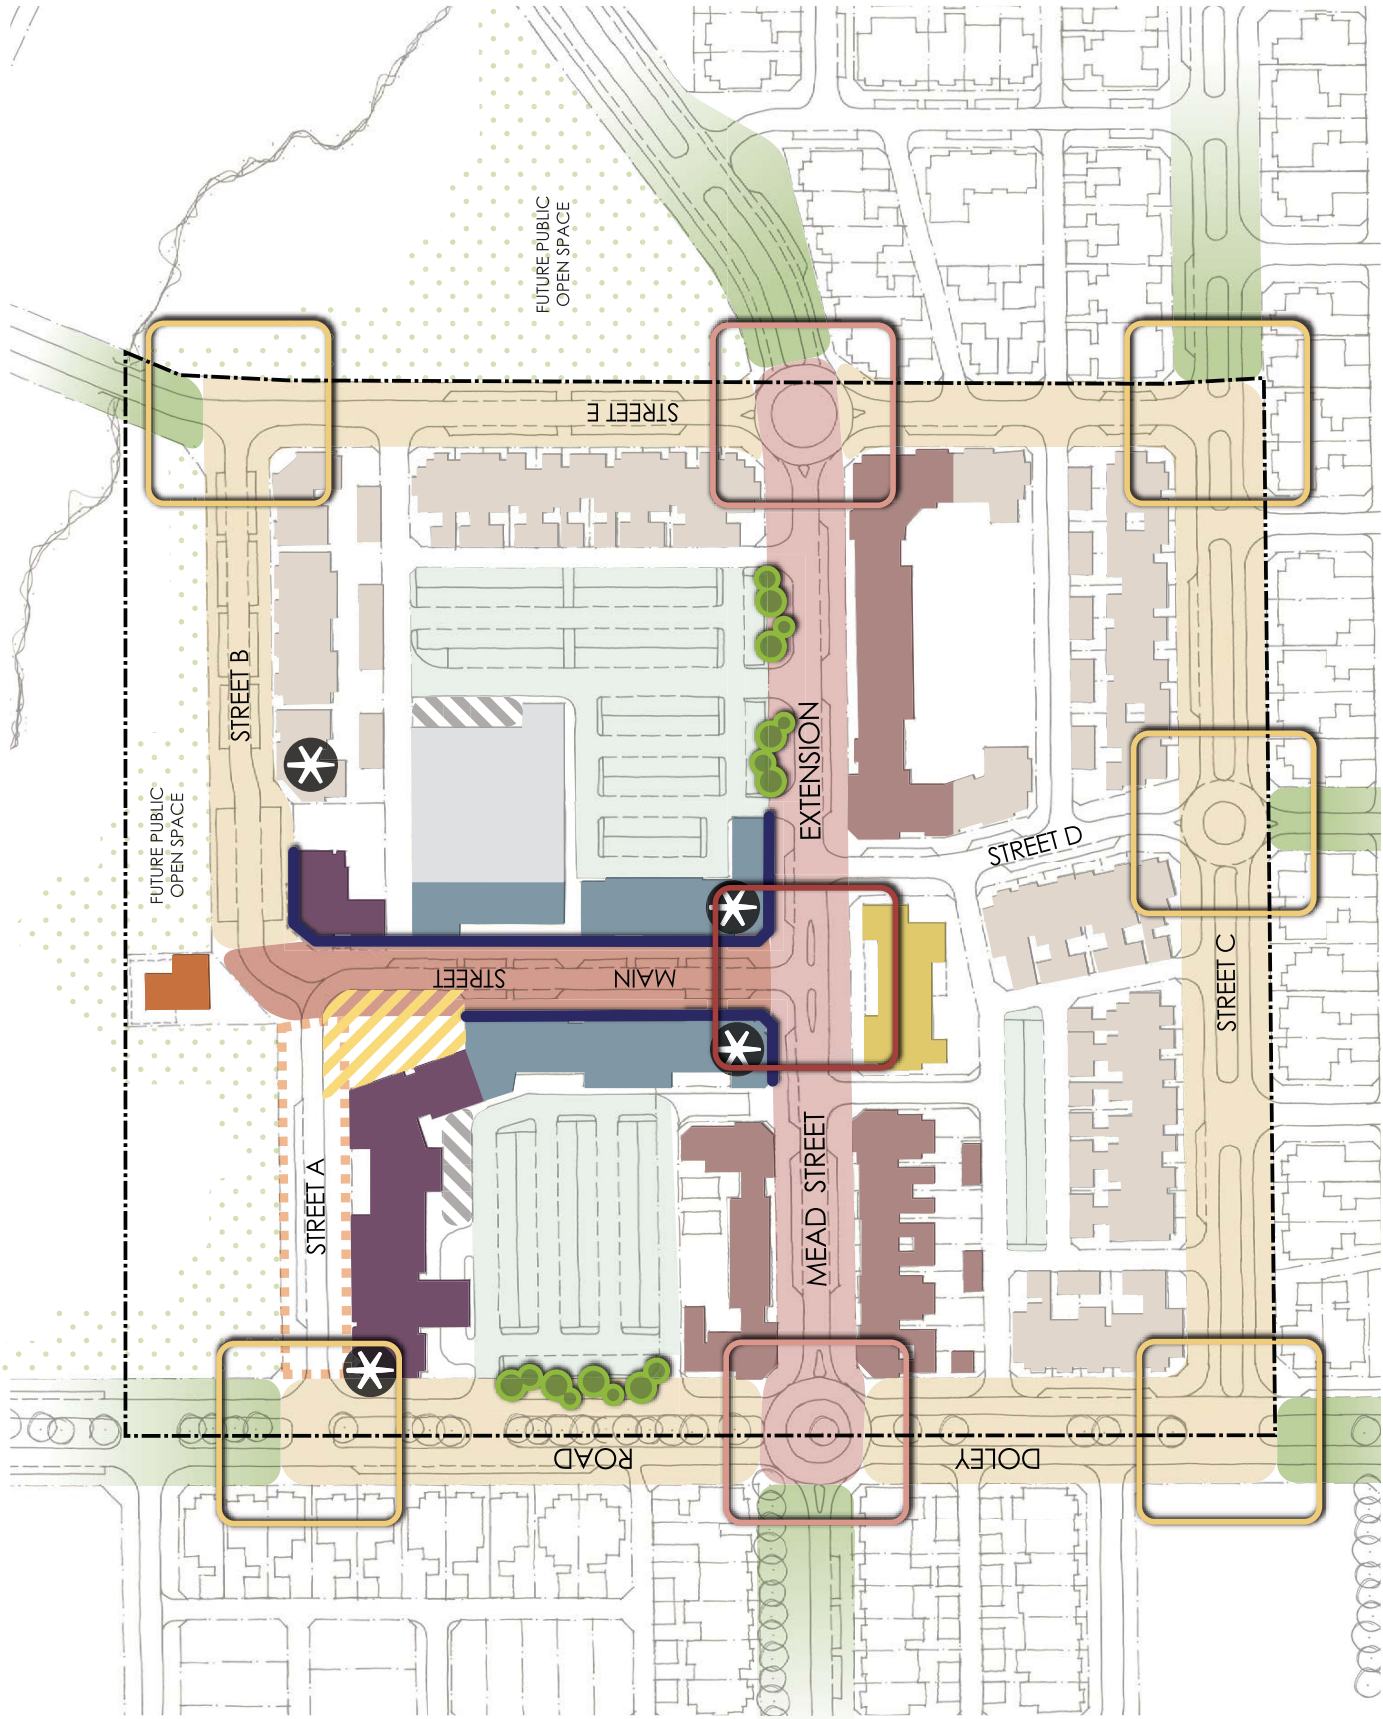 FUTURE PUBLIC
OPEN SPACE
STREET E
STREET B
EXTENSION
FUTURE PUBLIC
OPEN SPACE
STREET D
STREET
MAIN
STREET C
STREET A
MEAD STREET
ROAD
DOLEY